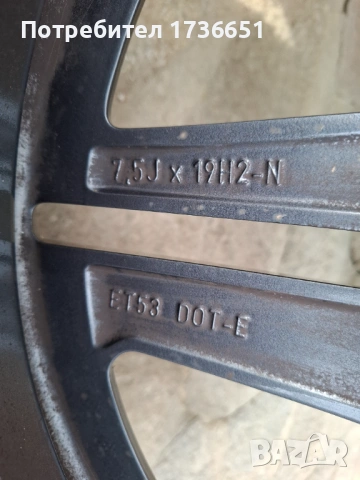 Потребител 1736651
7,5J x 19H2-N
ET53 DOT-E
BAZAR